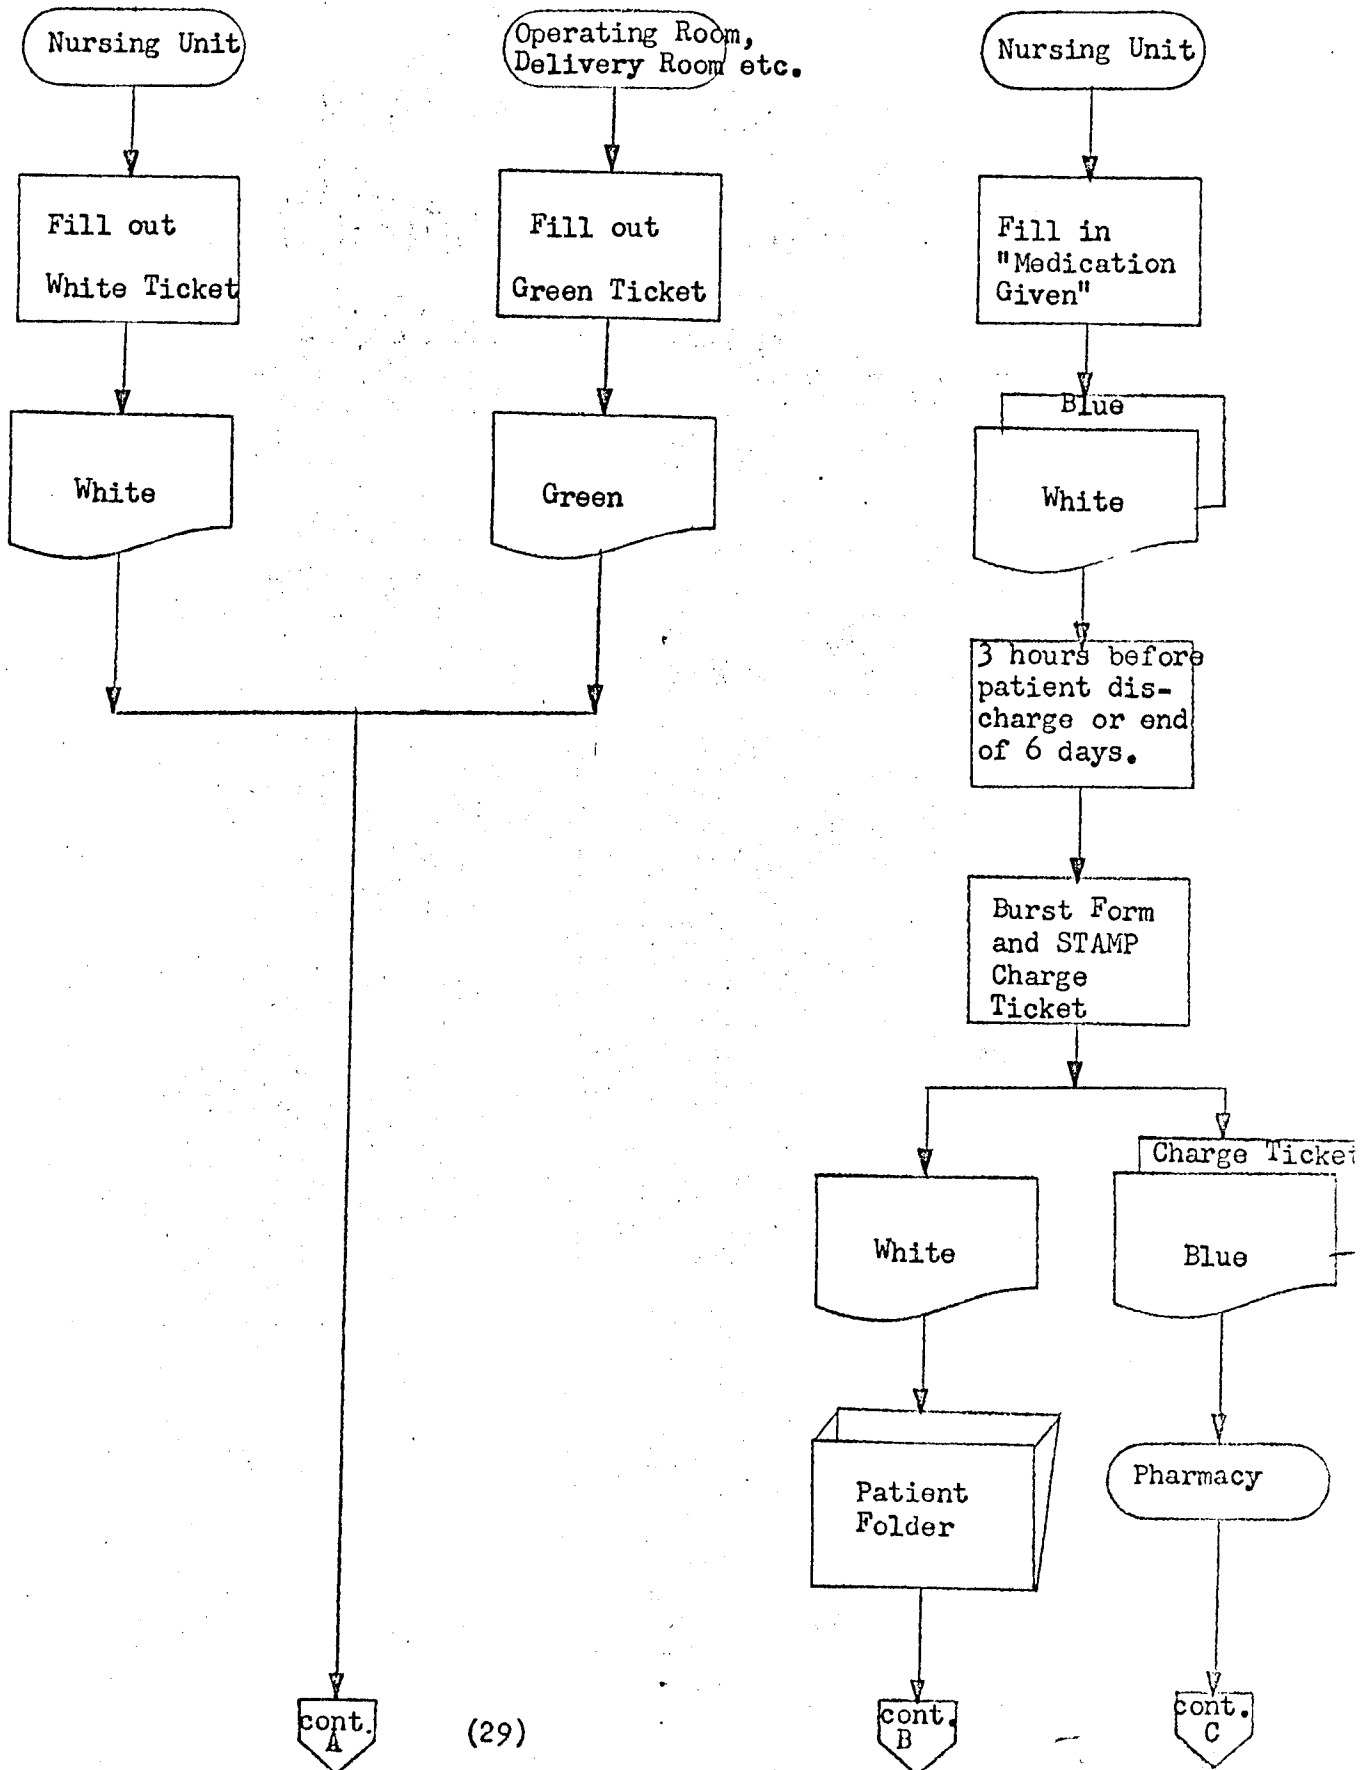 Nursing Unit
Operating Room,
Delivery Room etc.
Nursing Unit
Fill out
White Ticket
Fill out
Green Ticket
Fill in
"Medication
Given"
White
Green
Blue
White
3 hours before
patient dis-
charge or end
of 6 days.
Burst Form
and STAMP
Charge
Ticket
White
Charge Ticket
Blue
Patient
Folder
Pharmacy
cont.
A
(29)
cont.
B
cont.
C